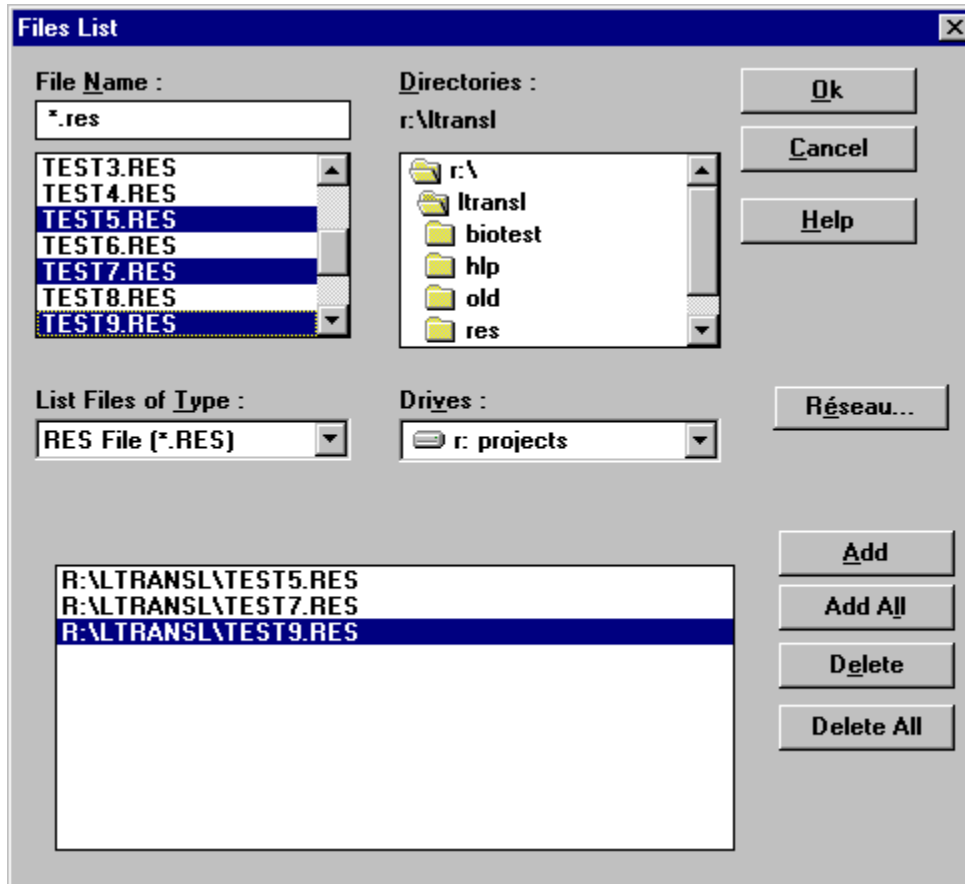 Files List
File Name :
*.res
TEST3.RES
TEST4.RES
TEST5.RES
TEST6.RES
TEST7.RES
TEST8.RES
TEST9.RES
Directories :
r:\ltransl
r:\
ltransl
biotest
hlp
old
res
Ok
Cancel
Help
List Files of Type :
RES File (*.RES)
Drives :
r: projects
Réseau...
R:\LTRANSL\TEST5.RES
R:\LTRANSL\TEST7.RES
R:\LTRANSL\TEST9.RES
Add
Add All
Delete
Delete All